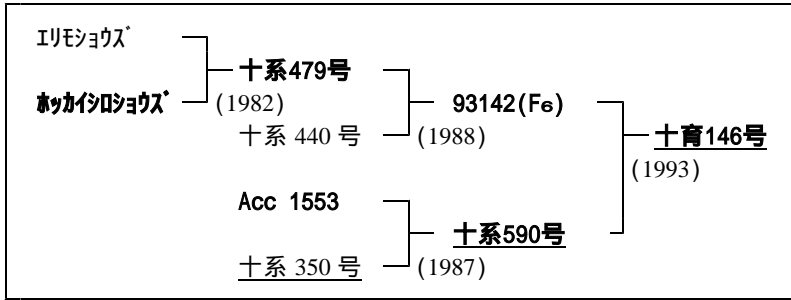 エリモショウズ
十系479号
ホッカイシロショウズ (1982) 93142(F₆)
十系 440 号 (1988) 十育146号
(1993)
Acc 1553
十系590号
十系 350 号 (1987)